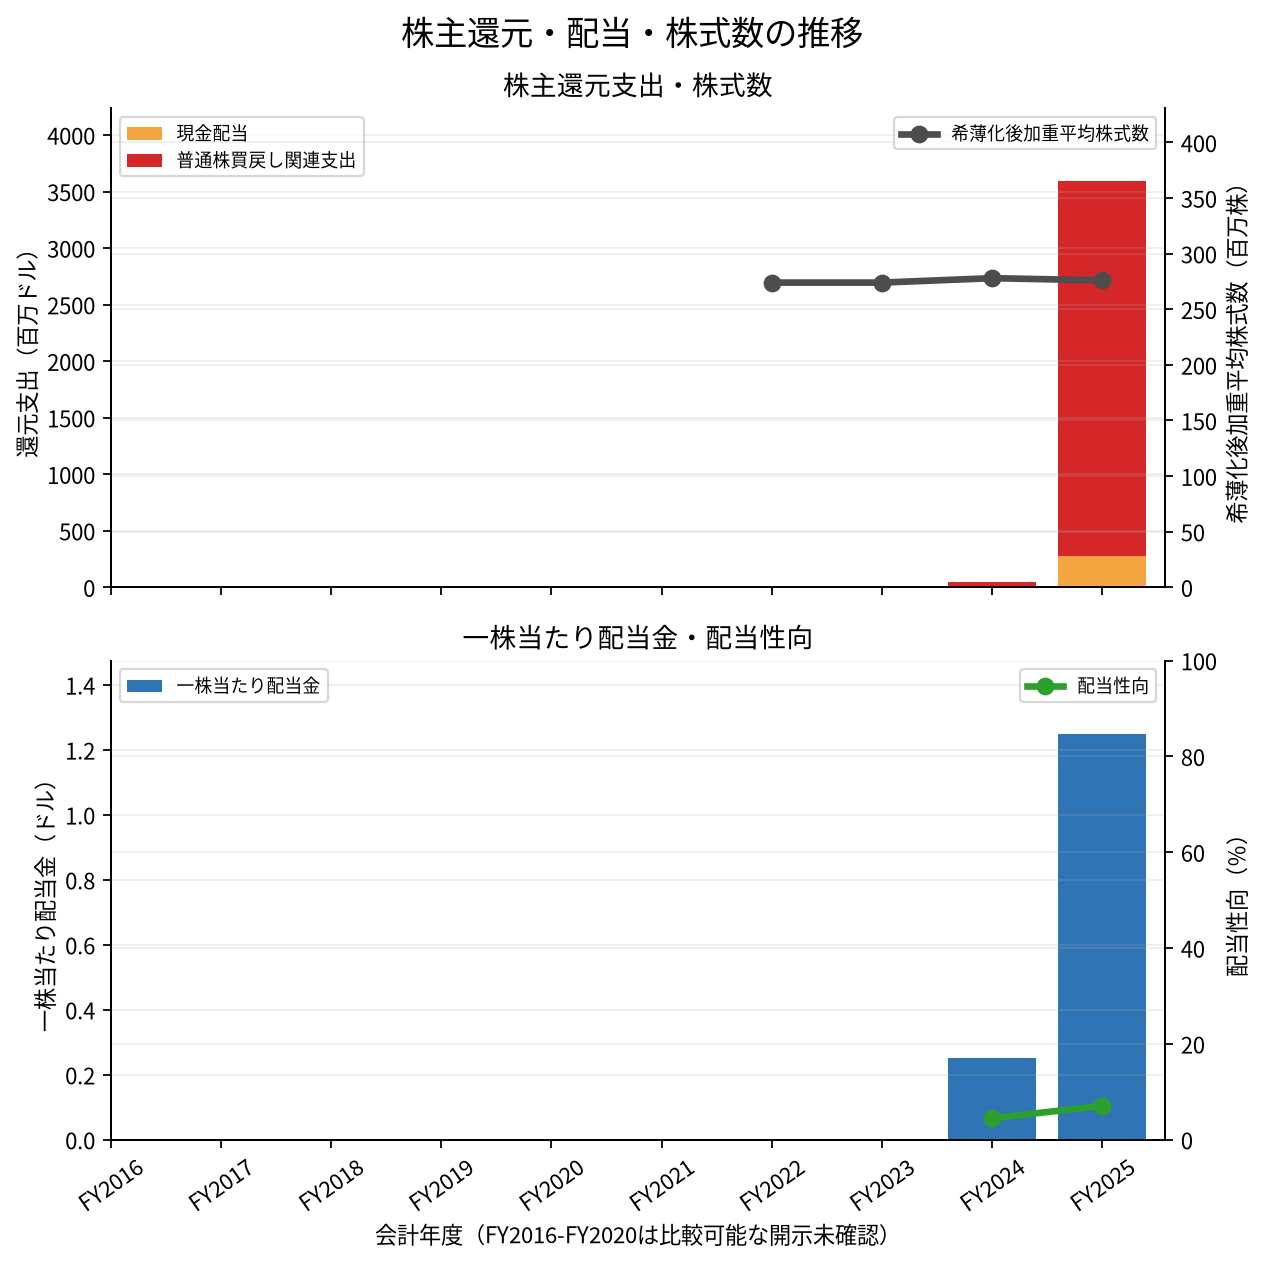 株主還元・配当・株式数の推移
株主還元支出・株式数
現金配当
普通株買戻し関連支出
希薄化後加重平均株式数
還元支出（百万ドル）
4000
3500
3000
2500
2000
1500
1000
500
0
400
350
300
250
200
150
100
50
0
希薄化後加重平均株式数（百万株）
一株当たり配当金・配当性向
一株当たり配当金
配当性向
一株当たり配当金（ドル）
1.4
1.2
1.0
0.8
0.6
0.4
0.2
0.0
100
80
60
40
20
0
配当性向（%）
FY2016
FY2017
FY2018
FY2019
FY2020
FY2021
FY2022
FY2023
FY2024
FY2025
会計年度（FY2016-FY2020は比較可能な開示未確認）